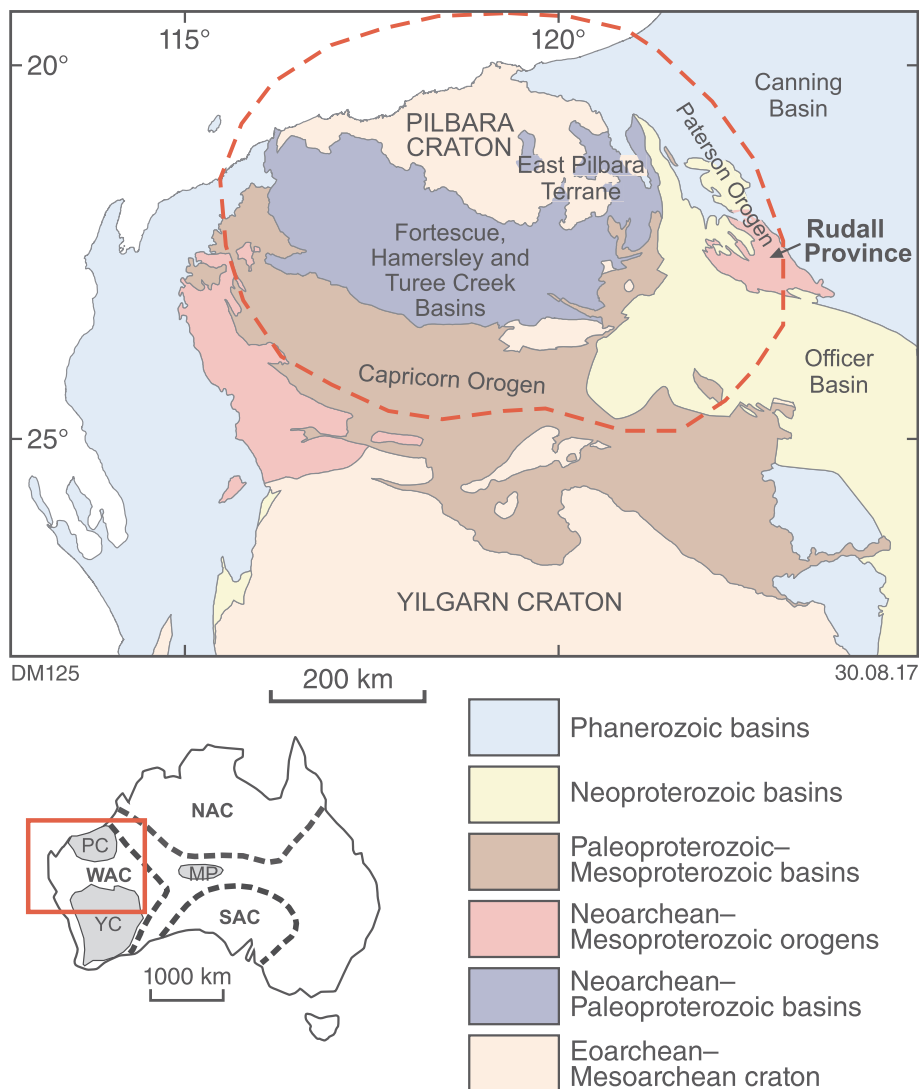 115°
120°
20°
25°
Canning
Basin
PILBARA
CRATON
Paterson Orogen
East Pilbara
Terrane
Rudall
Province
Fortescue,
Hamersley and
Turee Creek
Basins
Officer
Basin
Capricorn Orogen
YILGARN CRATON
DM125
30.08.17
200 km
Phanerozoic basins
Neoproterozoic basins
Paleoproterozoic–
Mesoproterozoic basins
Neoarchean–
Mesoproterozoic orogens
Neoarchean–
Paleoproterozoic basins
Eoarchean–
Mesoarchean craton
NAC
PC
WAC
MP
YC
SAC
1000 km